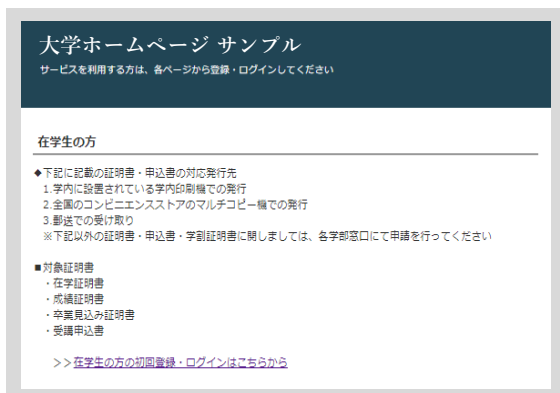 大学ホームページ サンプル
サービスを利用する方は、各ページから登録・ログインしてください
在学生の方
◆下記に記載の証明書・申込書の対応発行先
1.学内に設置されている学内印刷機での発行
2.全国のコンビニエンスストアのマルチコピー機での発行
3.郵送での受け取り
※下記以外の証明書・申込書・学割証明書に関しましては、各学部窓口にて申請を行ってください
■対象証明書
・在学証明書
・成績証明書
・卒業見込み証明書
・受講申込書
>>在学生の方の初回登録・ログインはこちらから